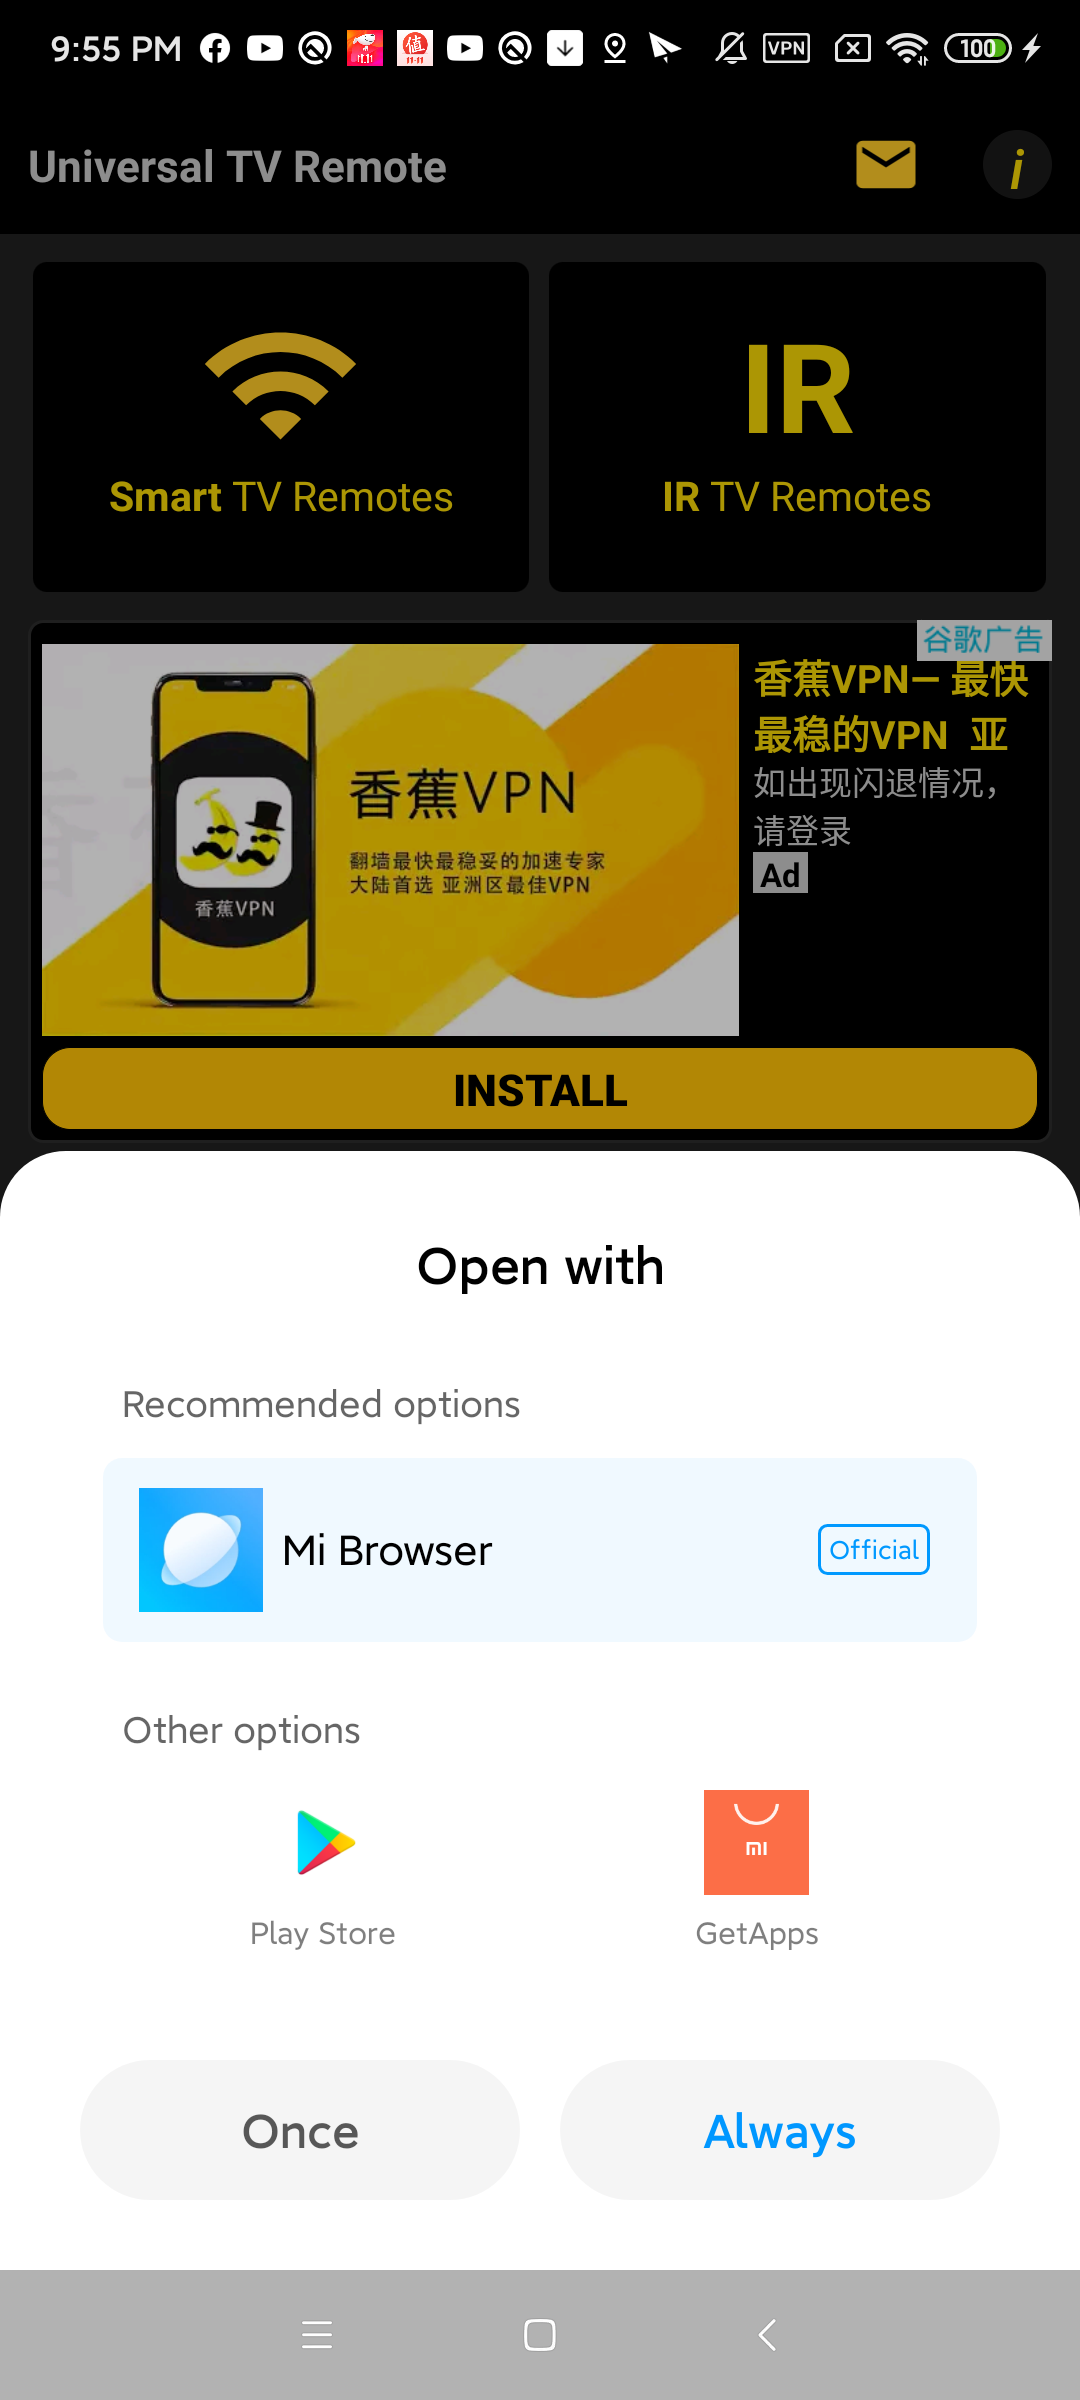 9:55 PM
VPN
100
Universal TV Remote
i
Smart TV Remotes
IR
IR TV Remotes
谷歌广告
香蕉VPN
翻墙最快最稳妥的加速专家
大陆首选 亚洲区最佳VPN
香蕉VPN
香蕉VPN— 最快
最稳的VPN 亚
如出现闪退情况，
请登录
Ad
INSTALL
Open with
Recommended options
Mi Browser
Official
Other options
Play Store
GetApps
Once
Always